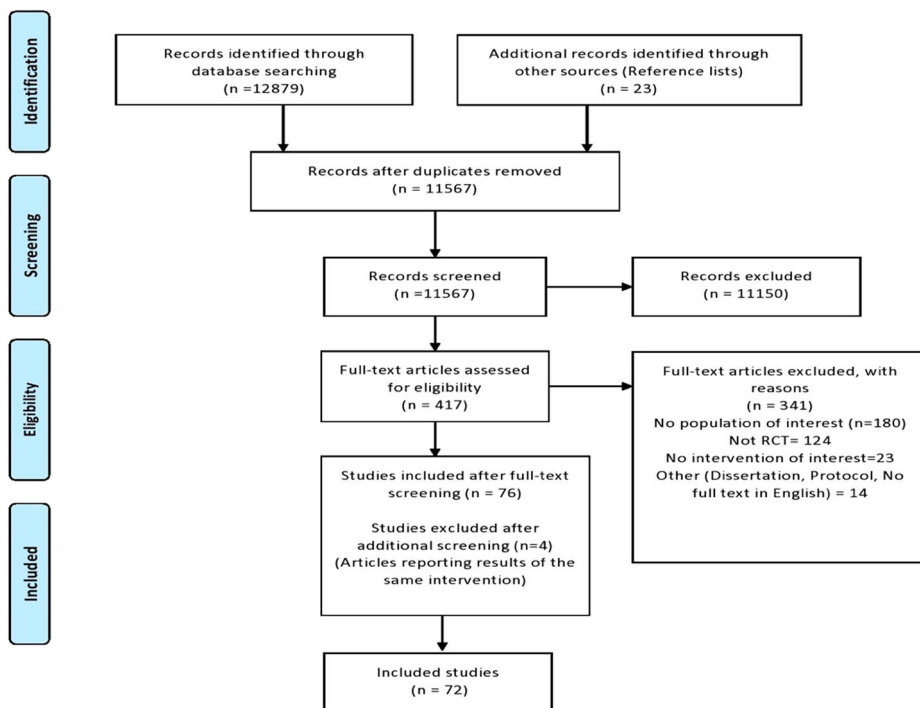 Identification
Records identified through
database searching
(n =12879)
Additional records identified through
other sources (Reference lists)
(n = 23)
Records after duplicates removed
(n = 11567)
Screening
Records screened
(n =11567)
Records excluded
(n = 11150)
Eligibility
Full-text articles assessed
for eligibility
(n = 417)
Full-text articles excluded, with
reasons
(n = 341)
No population of interest (n=180)
Not RCT= 124
No intervention of interest=23
Other (Dissertation, Protocol, No
full text in English) = 14
Studies included after full-text
screening (n = 76)
Studies excluded after
additional screening (n=4)
(Articles reporting results of the
same intervention)
Included
Included studies
(n = 72)